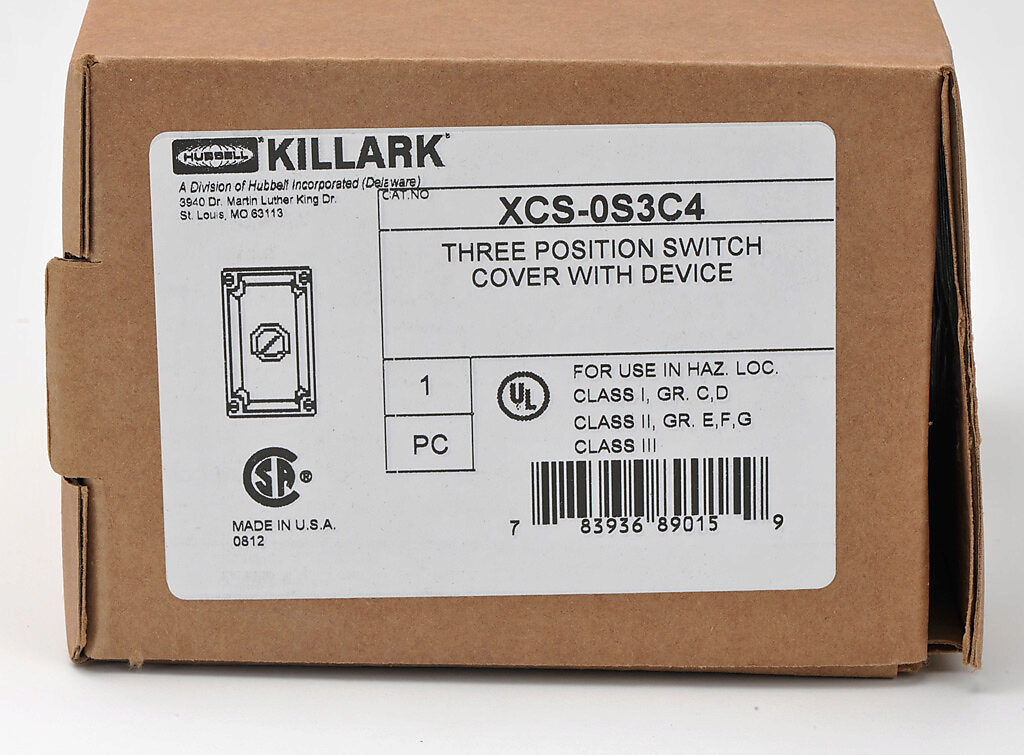 HUBBELL KILLARK®
A Division of Hubbell Incorporated (Delaware)
3940 Dr. Martin Luther King Dr.
St. Louis, MO 63113
CAT.NO
XCS-0S3C4
THREE POSITION SWITCH
COVER WITH DEVICE
1
PC
UL
FOR USE IN HAZ. LOC.
CLASS I, GR. C,D
CLASS II, GR. E,F,G
CLASS III
SA ®
MADE IN U.S.A.
0812
7 83936 89015 9